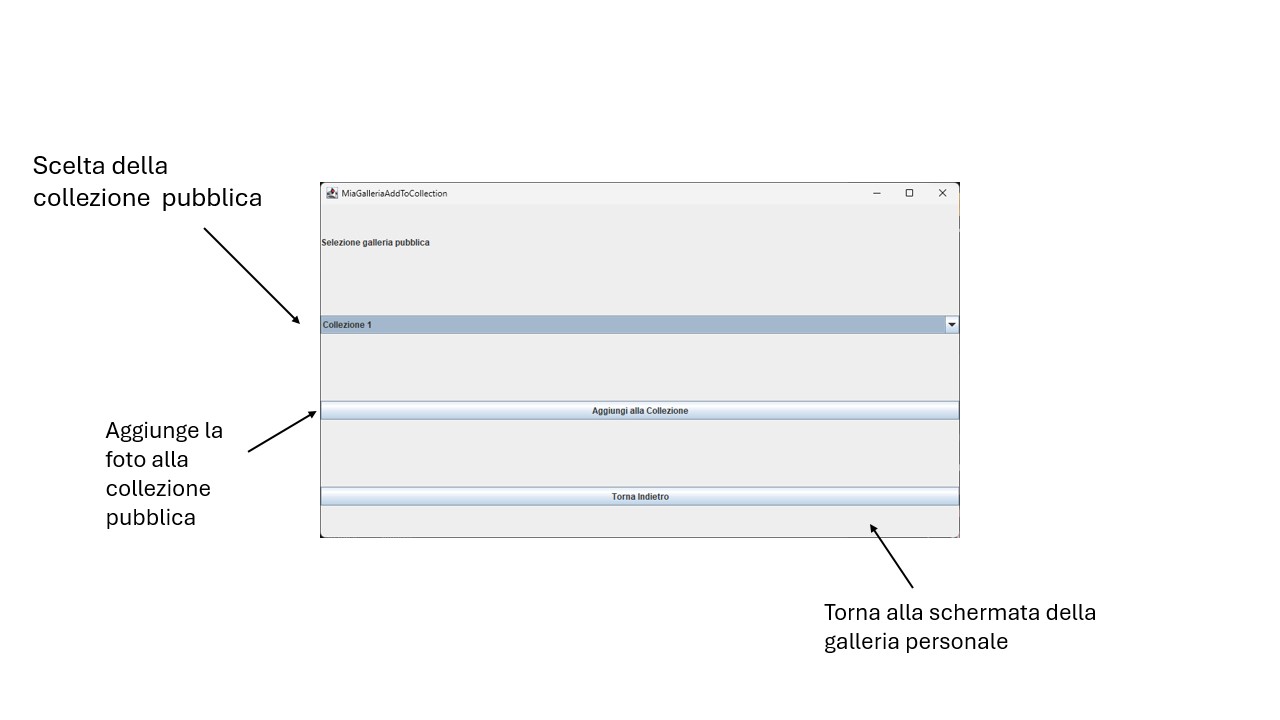 Scelta della
collezione  pubblica
MiaGalleriaAddToCollection
Selezione galleria pubblica
Collezione 1
Aggiungi alla Collezione
Aggiunge la
foto alla
collezione
pubblica
Torna Indietro
Torna alla schermata della
galleria personale